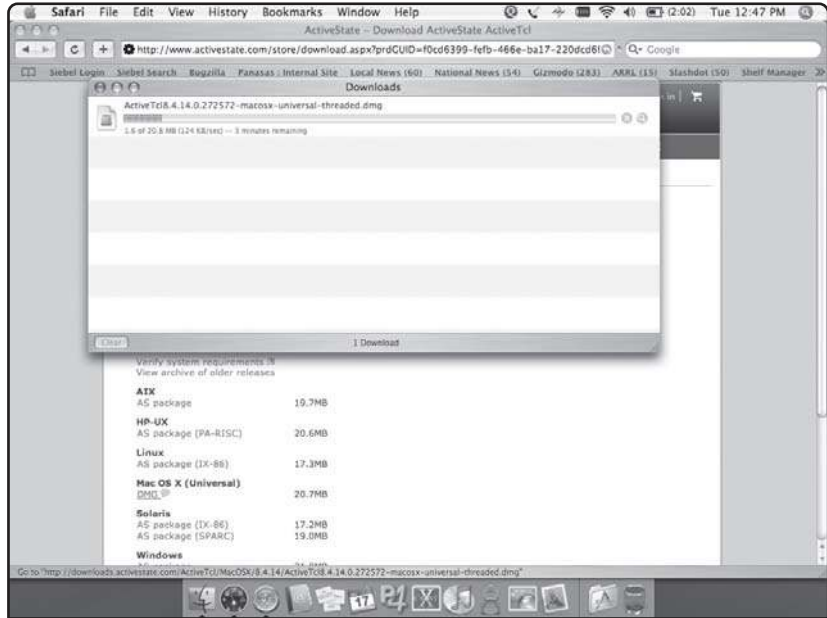 Safari File Edit View History Bookmarks Window Help (2:02) Tue 12:47 PM
ActiveState – Download ActiveState ActiveTcl
http://www.activestate.com/store/download.aspx?prdGUID=f0cd6399-fefb-466e-ba17-220dcd6! Google
Siebel Login Siebel Search Bugzilla Panasas : Internal Site Local News (60) National News (54) Gizmodo (283) ARRL (15) Slashdot (50) Shelf Manager
Downloads
ActiveTcl8.4.14.0.272572-macosx-universal-threaded.dmg
1.6 of 20.8 MB (124 KB/sec) — 3 minutes remaining
in |
Clear
1 Download
Verify system requirements
View archive of older releases
AIX
AS package 19.7MB
HP-UX
AS package (PA-RISC) 20.6MB
Linux
AS package (IX-86) 17.3MB
Mac OS X (Universal)
DMG 20.7MB
Solaris
AS package (IX-86) 17.2MB
AS package (SPARC) 19.0MB
Windows
Go to "http://downloads.activestate.com/ActiveTcl/MacOSX/8.4.14/ActiveTcl8.4.14.0.272572-macosx-universal-threaded.dmg"
17